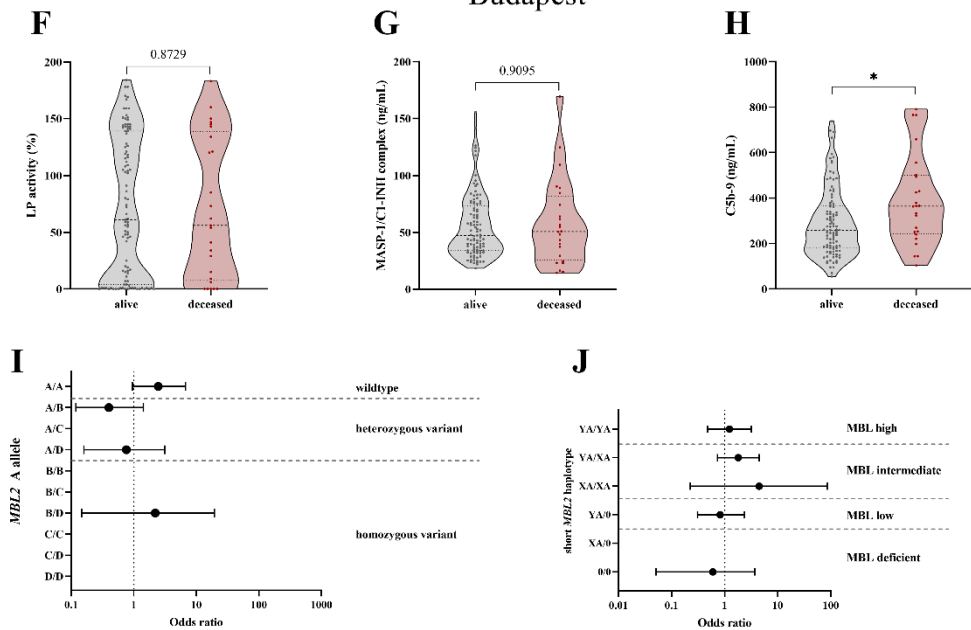 Budapest
F
G
H
0.8729
0.9095
*
200
150
100
50
0
LP activity (%)
alive
deceased
200
150
100
50
0
MASP-1/C1-INH complex (ng/mL)
alive
deceased
1000
800
600
400
200
0
C5b-9 (ng/mL)
alive
deceased
I
MBL2 A allele
A/A
wildtype
A/B
A/C
heterozygous variant
A/D
B/B
B/C
B/D
homozygous variant
C/C
C/D
D/D
0.1
1
10
100
1000
Odds ratio
J
short MBL2 haplotype
YA/YA
MBL high
YA/XA
MBL intermediate
XA/XA
YA/0
MBL low
XA/0
MBL deficient
0/0
0.01
0.1
1
10
100
Odds ratio